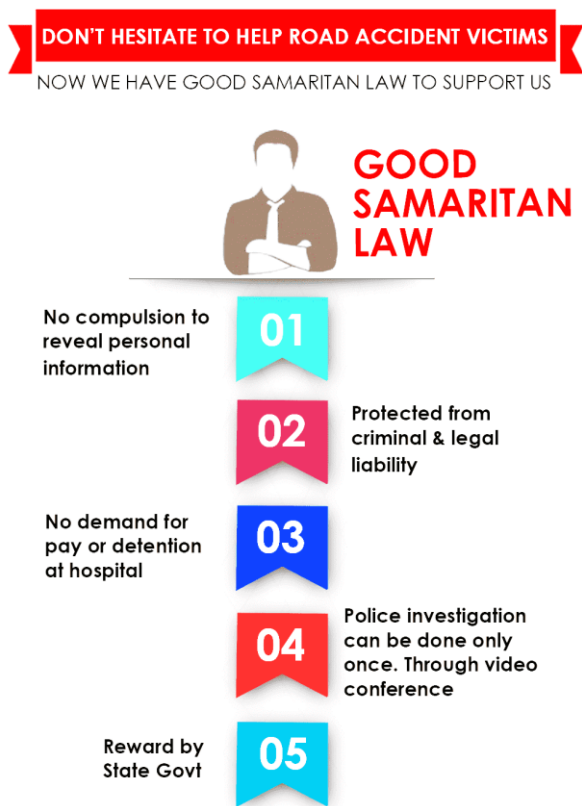 DON'T HESITATE TO HELP ROAD ACCIDENT VICTIMS
NOW WE HAVE GOOD SAMARITAN LAW TO SUPPORT US
GOOD
SAMARITAN
LAW
01
No compulsion to
reveal personal
information
02
Protected from
criminal & legal
liability
03
No demand for
pay or detention
at hospital
04
Police investigation
can be done only
once. Through video
conference
05
Reward by
State Govt